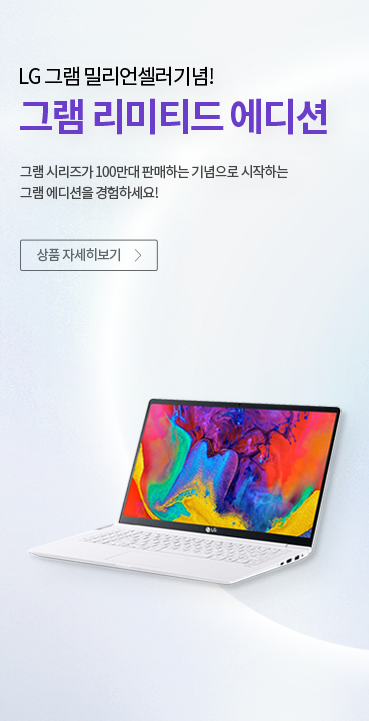 LG 그램 밀리언셀러기념!
그램 리미티드 에디션
그램 시리즈가 100만대 판매하는 기념으로 시작하는
그램 에디션을 경험하세요!
상품 자세히보기
LG